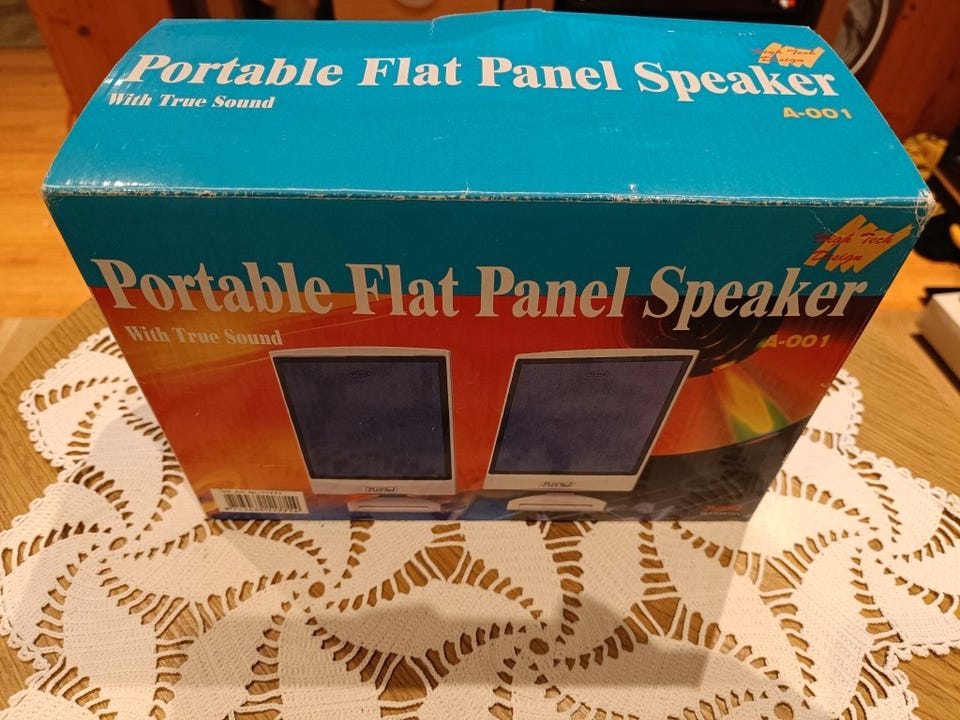 Portable Flat Panel Speaker
With True Sound
High Tech
Design
A-001
Portable Flat Panel Speaker
With True Sound
High Tech
Design
A-001